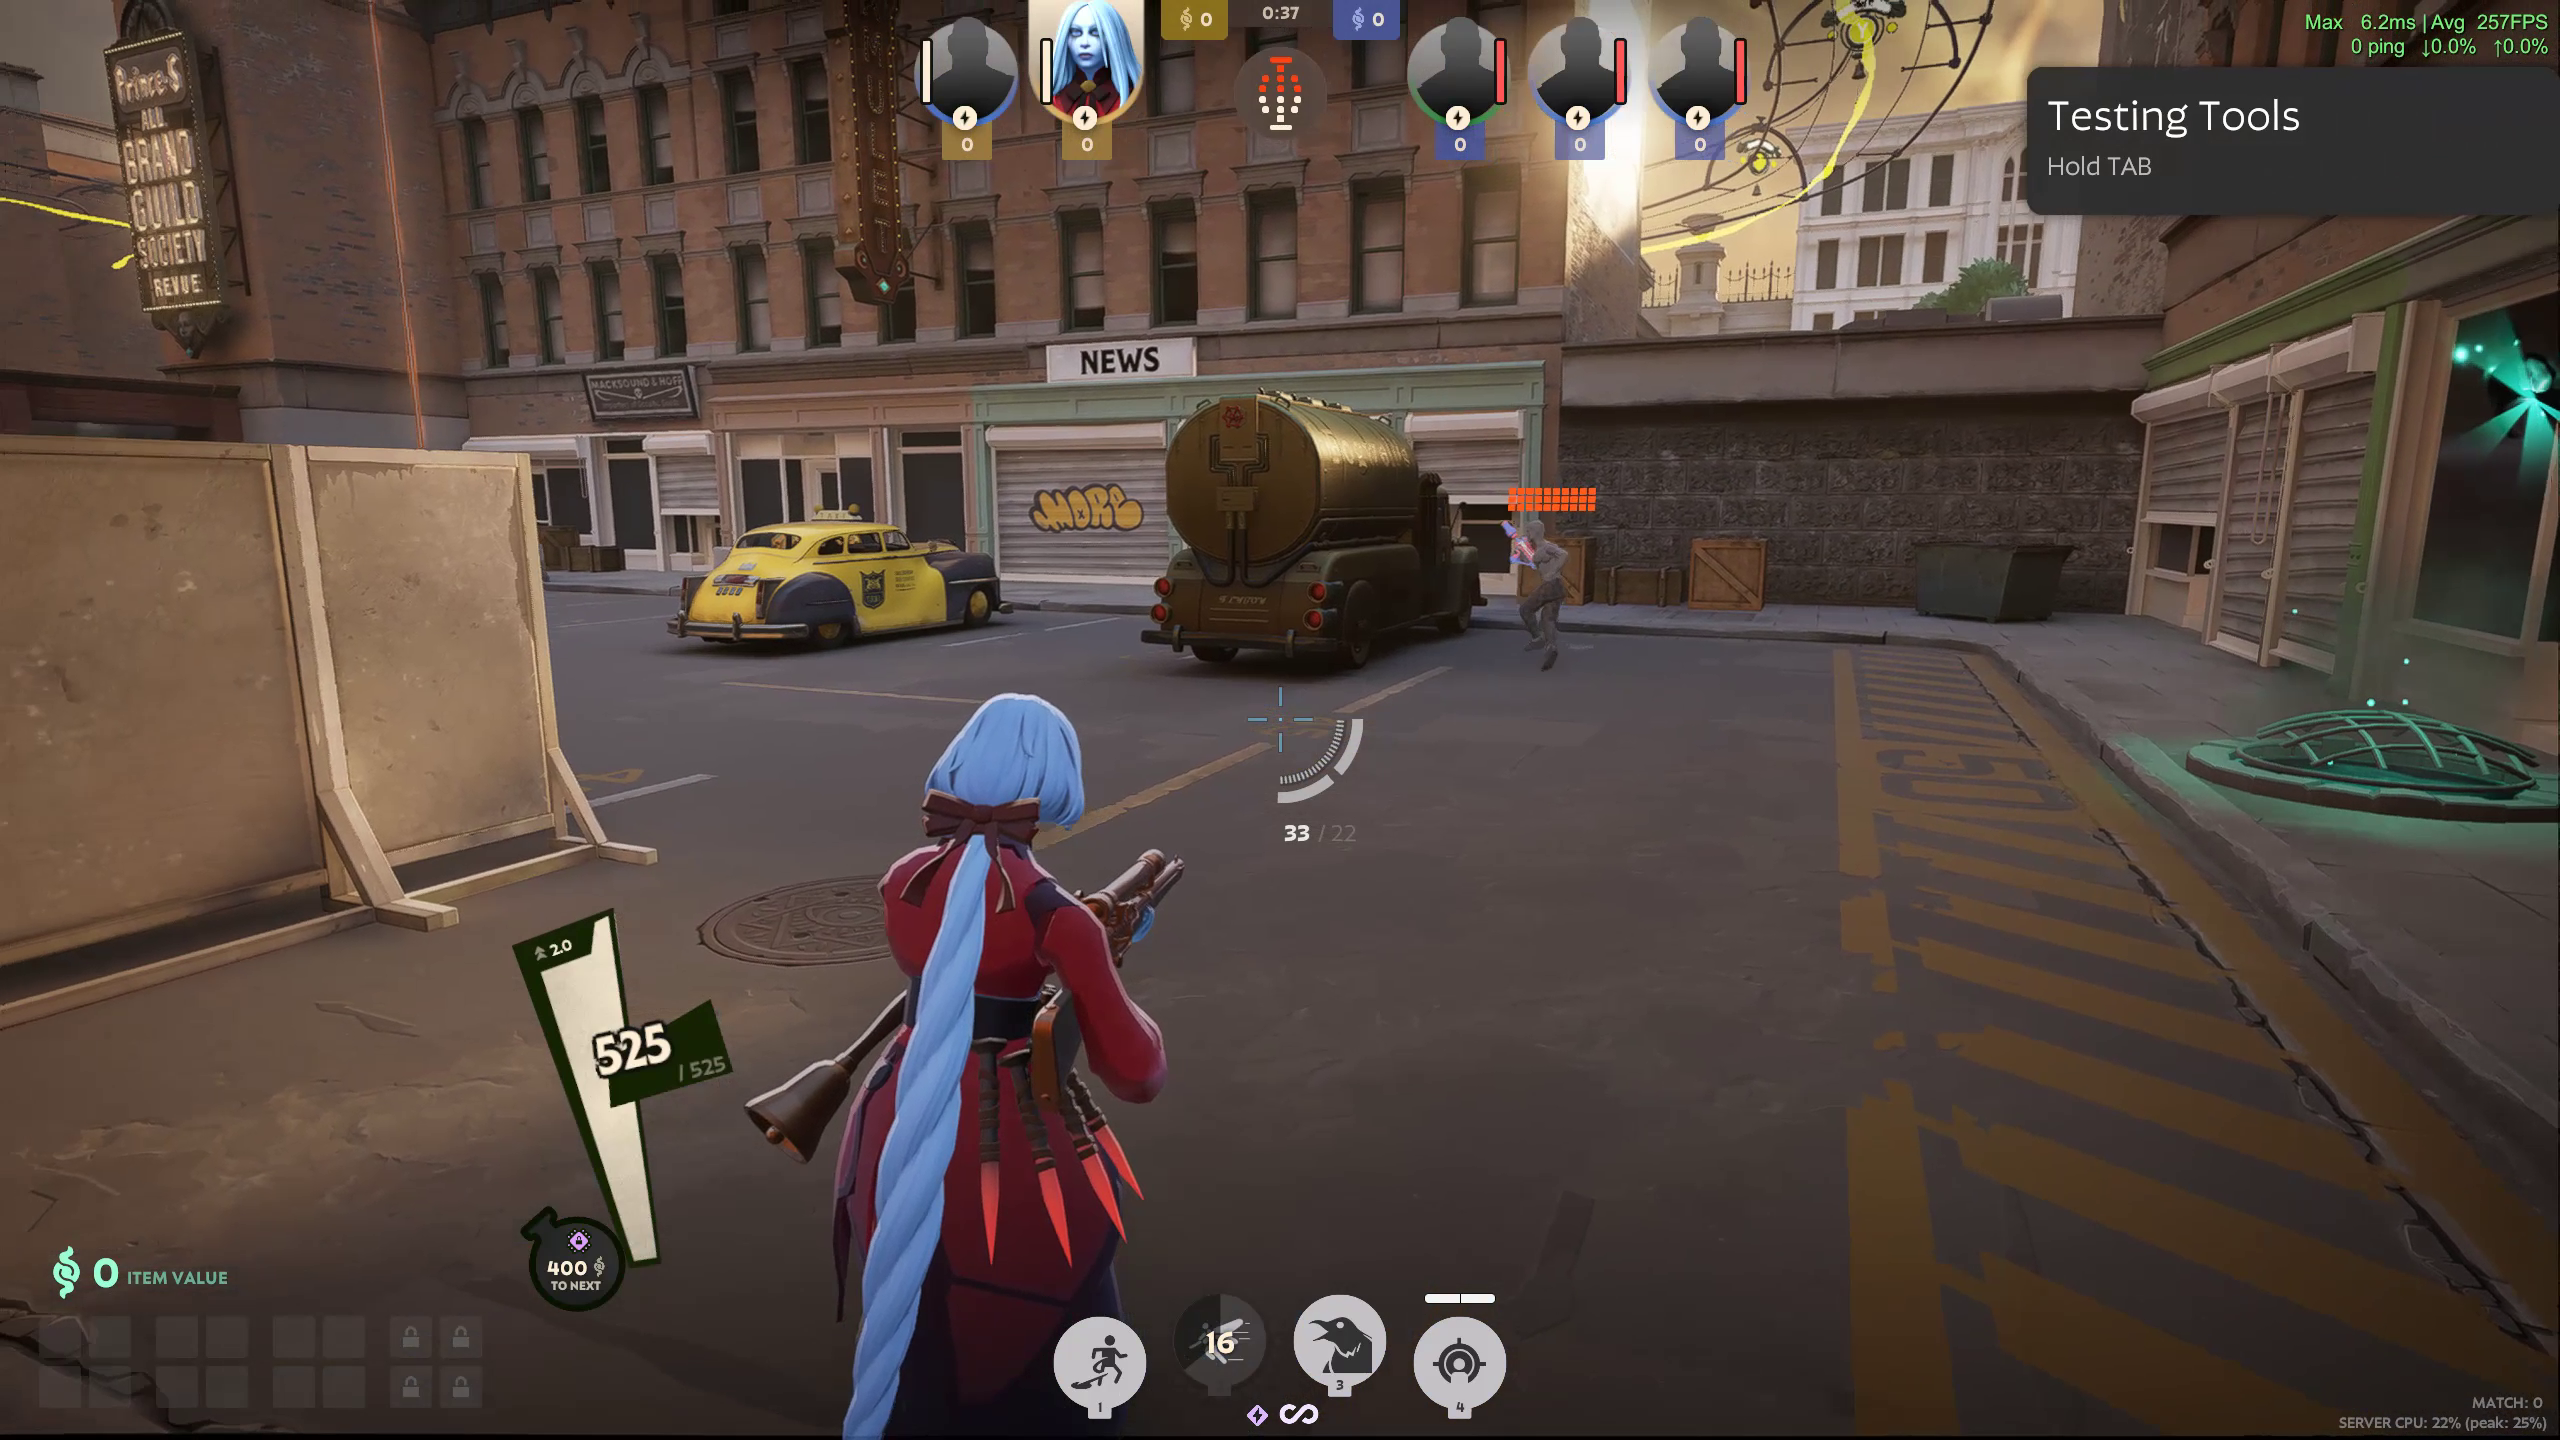 0
0:37
0
Max 6.2ms | Avg 257FPS
0 ping ↓0.0% ↑0.0%
Testing Tools
Hold TAB
0
0
0
0
0
Prince·S
ALL
BRAND
GUILD
SOCIETY
REVUE
NEWS
MACKSOUND & HOFF
MORE
33 / 22
2.0
525
/ 525
400
TO NEXT
0 ITEM VALUE
16
1
3
4
MATCH: 0
SERVER CPU: 22% (peak: 25%)